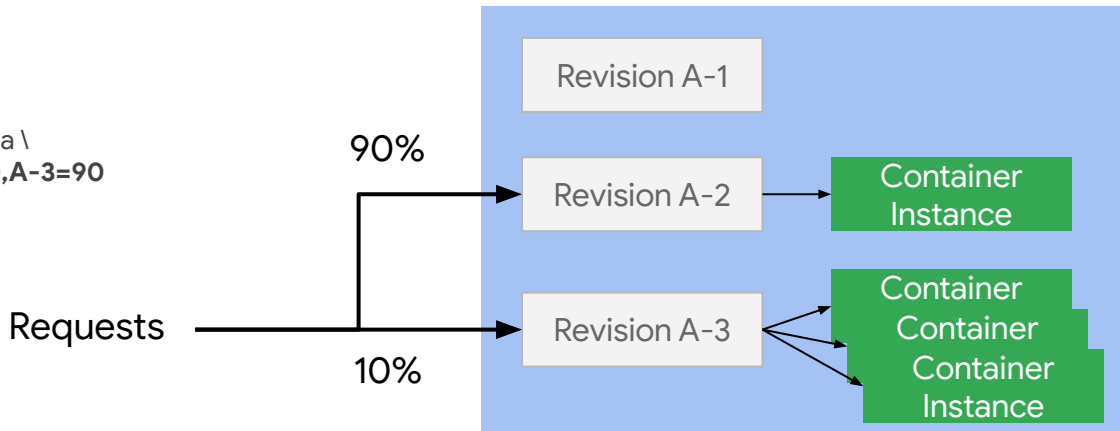 Revision A-1
a \
,A-3=90
90%
Revision A-2
Container
Instance
Requests
10%
Revision A-3
Container
Container
Container
Instance